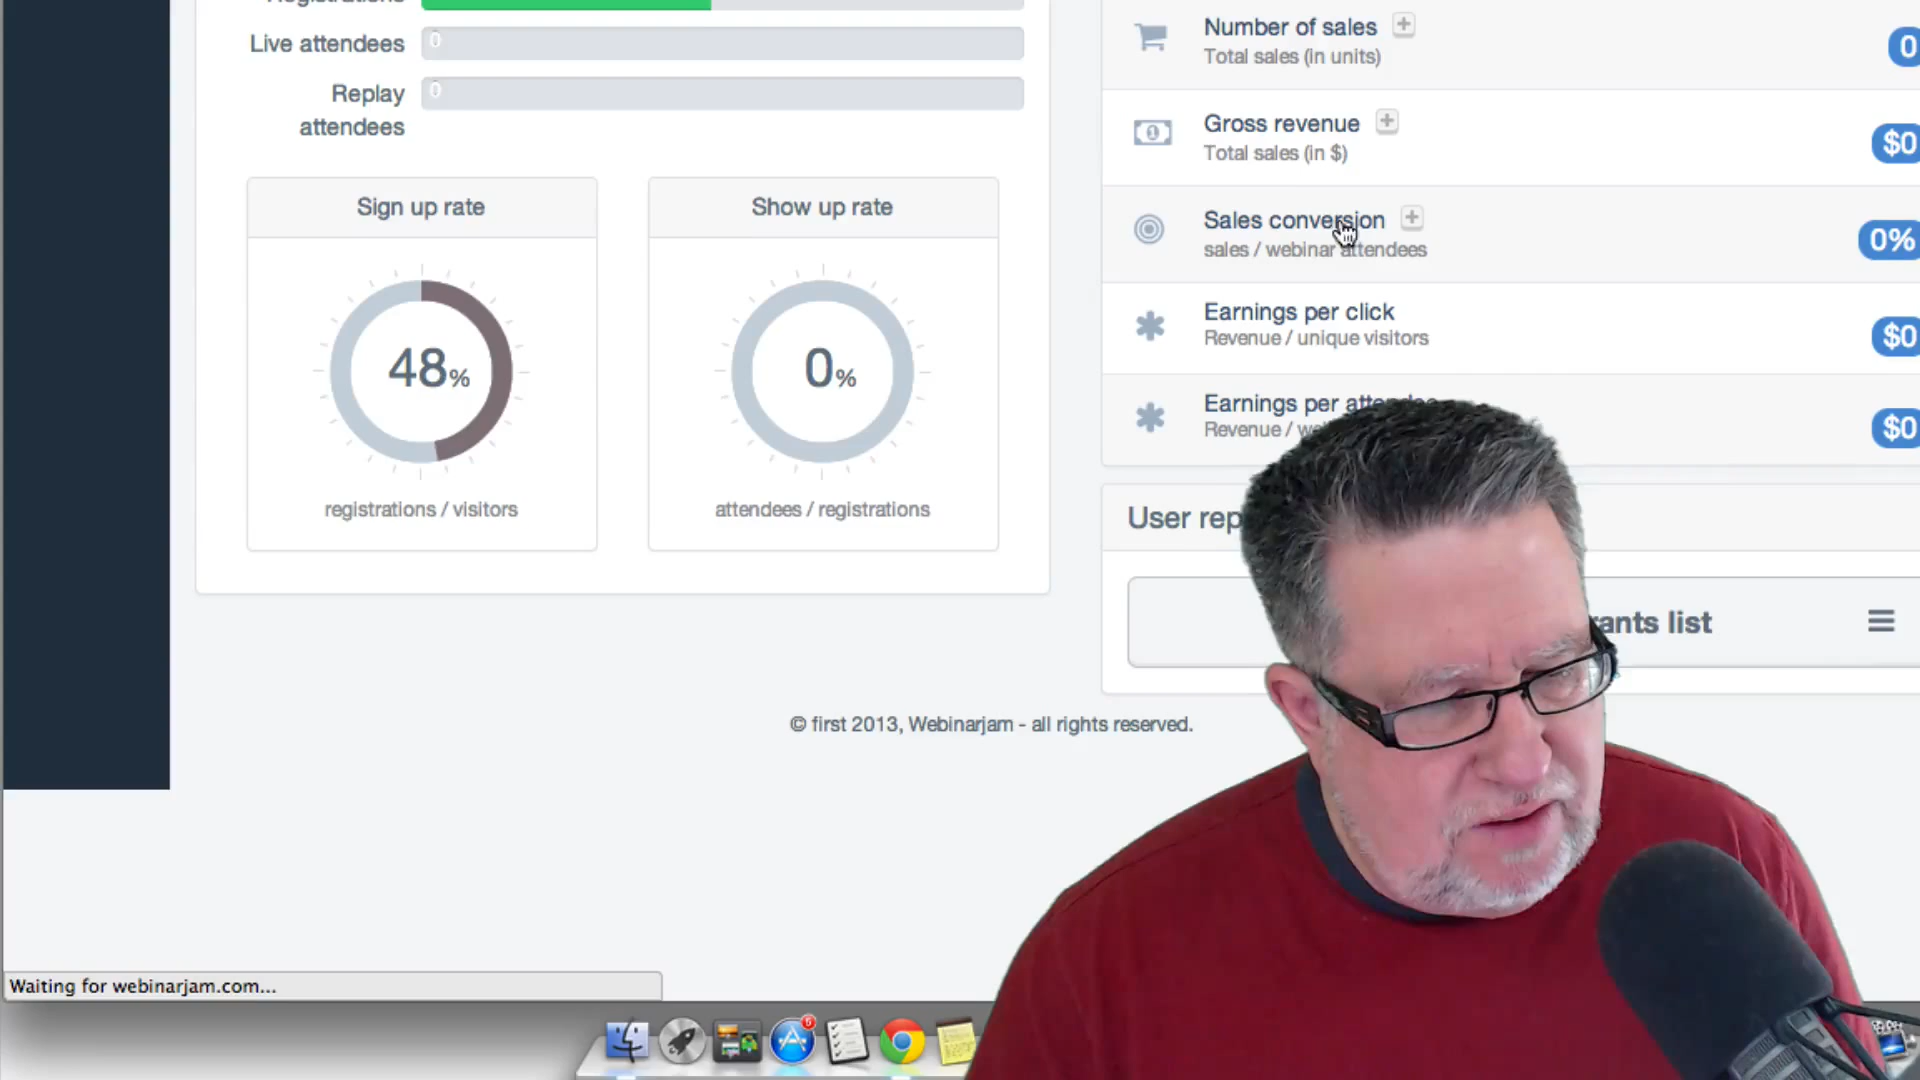 Registrations
Live attendees
0
Replay
attendees
0
Sign up rate
48%
registrations / visitors
Show up rate
0%
attendees / registrations
Number of sales
Total sales (in units)
0
Gross revenue
Total sales (in $)
$0
Sales conversion
sales / webinar attendees
0%
Earnings per click
Revenue / unique visitors
$0
Earnings per attendee
Revenue /
$0
User
list
© first 2013, Webinarjam - all rights reserved.
Waiting for webinarjam.com...